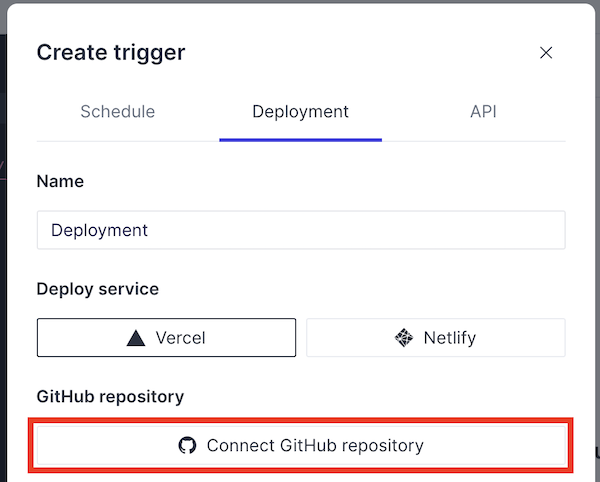 Create trigger
Schedule Deployment API
Name
Deployment
Deploy service
Vercel Netlify
GitHub repository
Connect GitHub repository